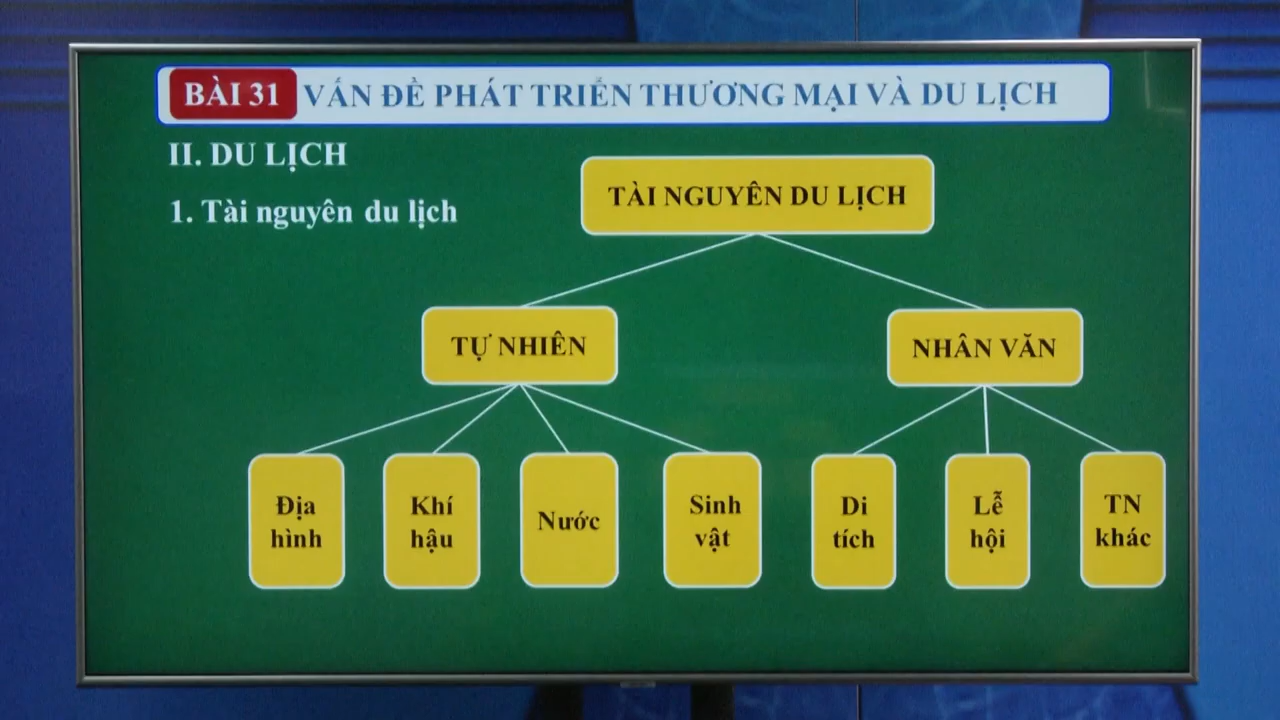 BÀI 31 VẤN ĐỀ PHÁT TRIỂN THƯƠNG MẠI VÀ DU LỊCH
II. DU LỊCH
1. Tài nguyên du lịch
TÀI NGUYÊN DU LỊCH
TỰ NHIÊN
NHÂN VĂN
Địa
hình
Khí
hậu
Nước
Sinh
vật
Di
tích
Lễ
hội
TN
khác